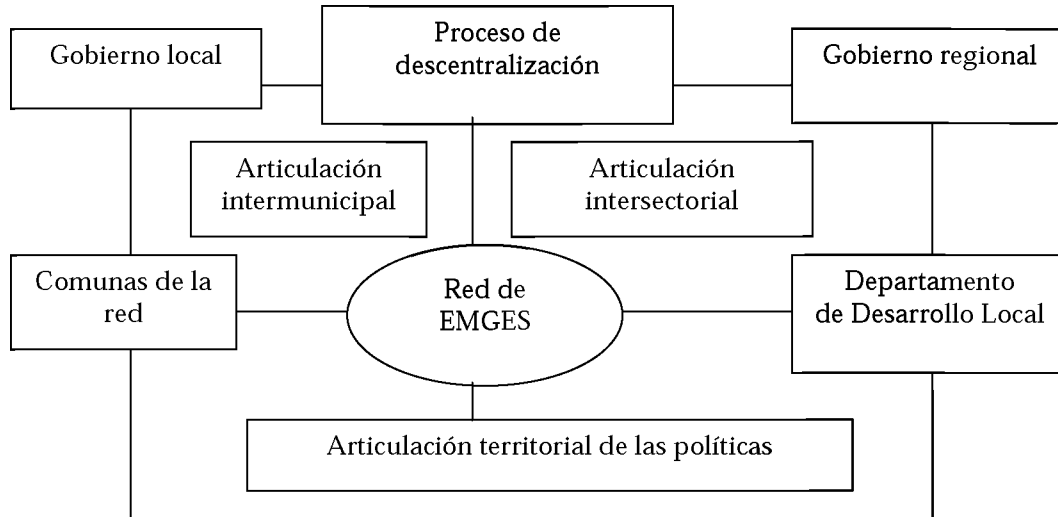 Gobierno local
Proceso de
descentralización
Gobierno regional
Articulación
intermunicipal
Articulación
intersectorial
Comunas de la
red
Red de
EMGES
Departamento
de Desarrollo Local
Articulación territorial de las políticas